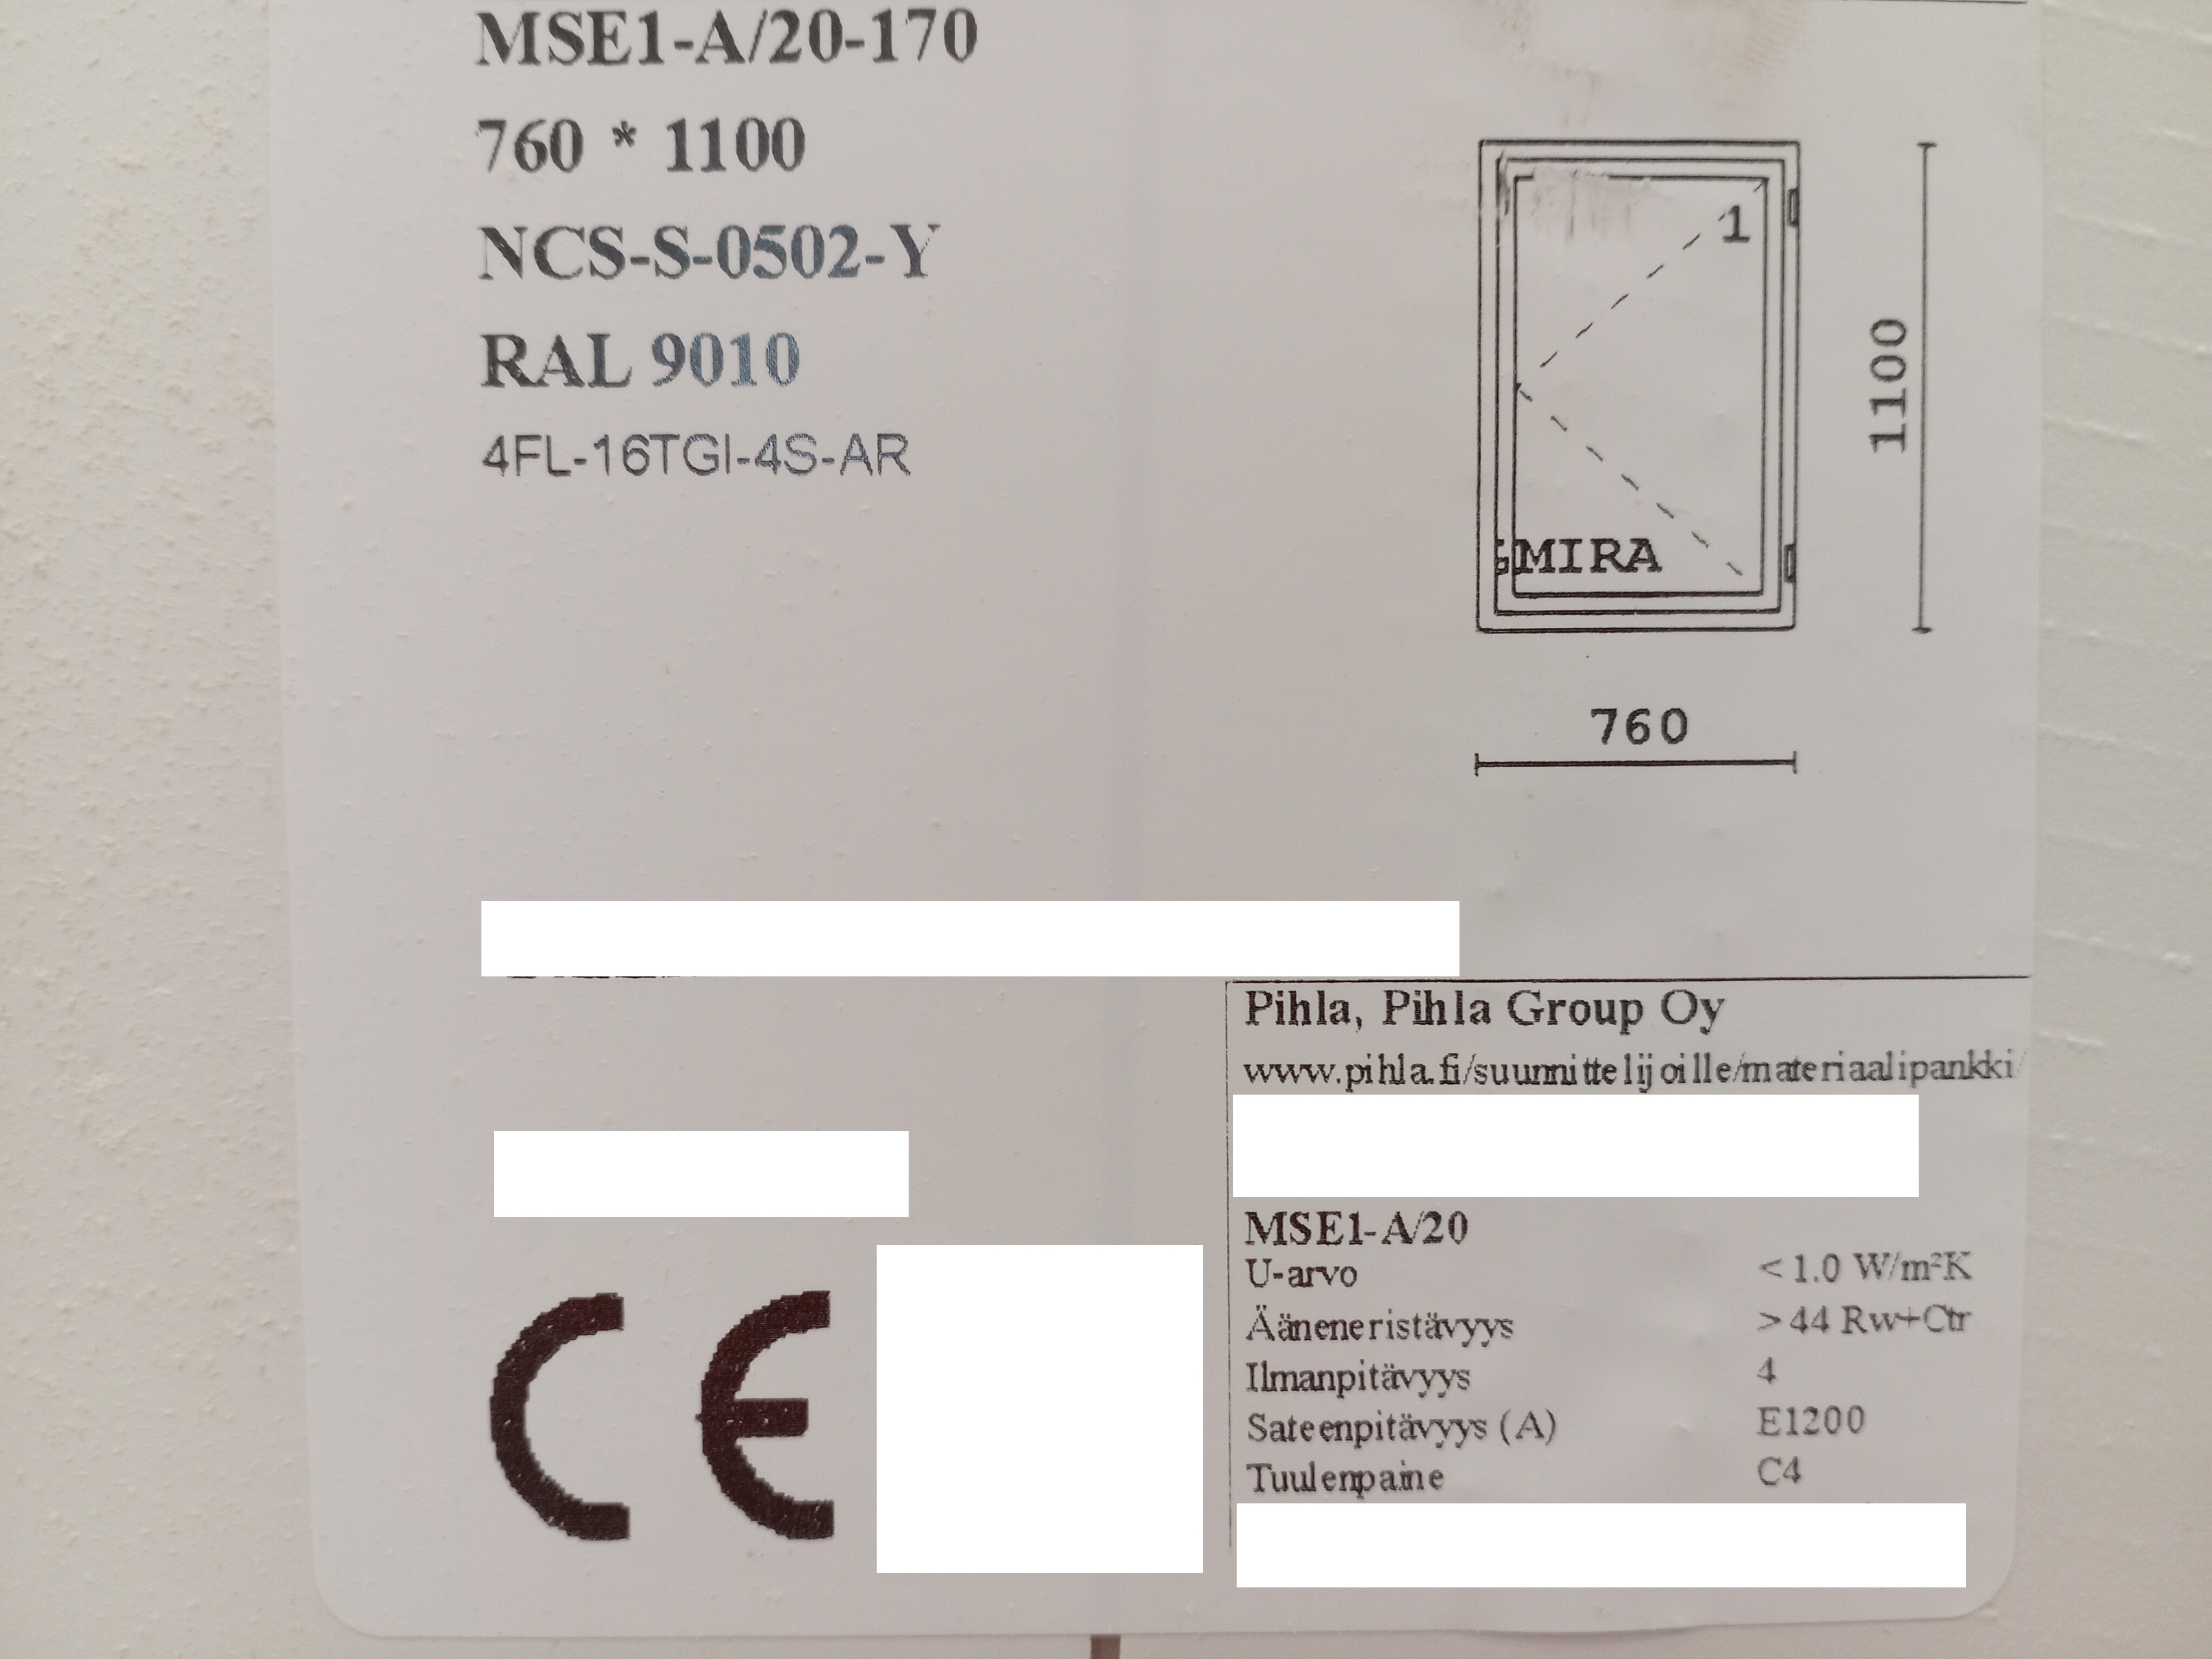 MSE1-A/20-170
760 * 1100
NCS-S-0502-Y
RAL 9010
4FL-16TGI-4S-AR
1
MIRA
1100
760
Pihla, Pihla Group Oy
www.pihla.fi/suunnittelijoille/materiaalipankki/
MSE1-A/20
U-arvo < 1.0 W/m²K
Ääneneristävyys > 44 Rw+Ctr
Ilmanpitävyys 4
Sateenpitävyys (A) E1200
Tuulenpaine C4
CE